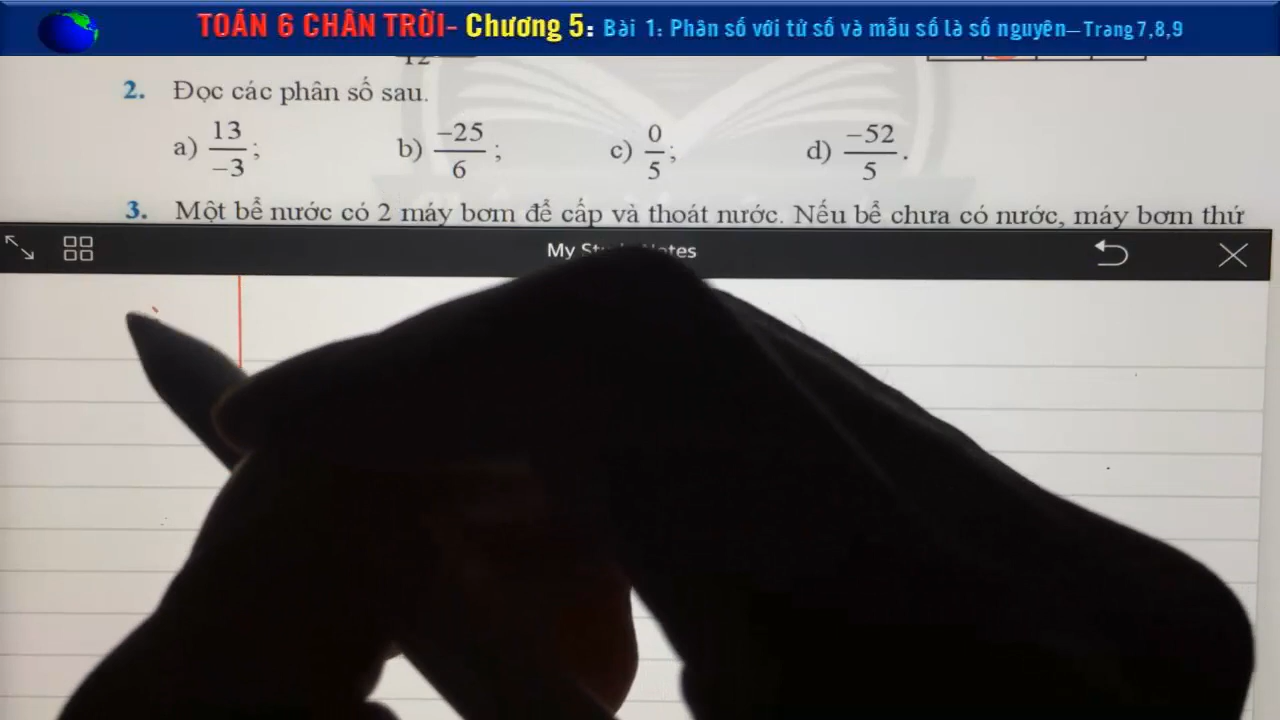 TOÁN 6 CHÂN TRỜI- Chương 5: Bài 1: Phân số với tử số và mẫu số là số nguyên–Trang 7,8,9
12
2. Đọc các phân số sau.
a) 13/-3; b) -25/6; c) 0/5; d) -52/5.
3. Một bể nước có 2 máy bơm để cấp và thoát nước. Nếu bể chưa có nước, máy bơm thứ
My